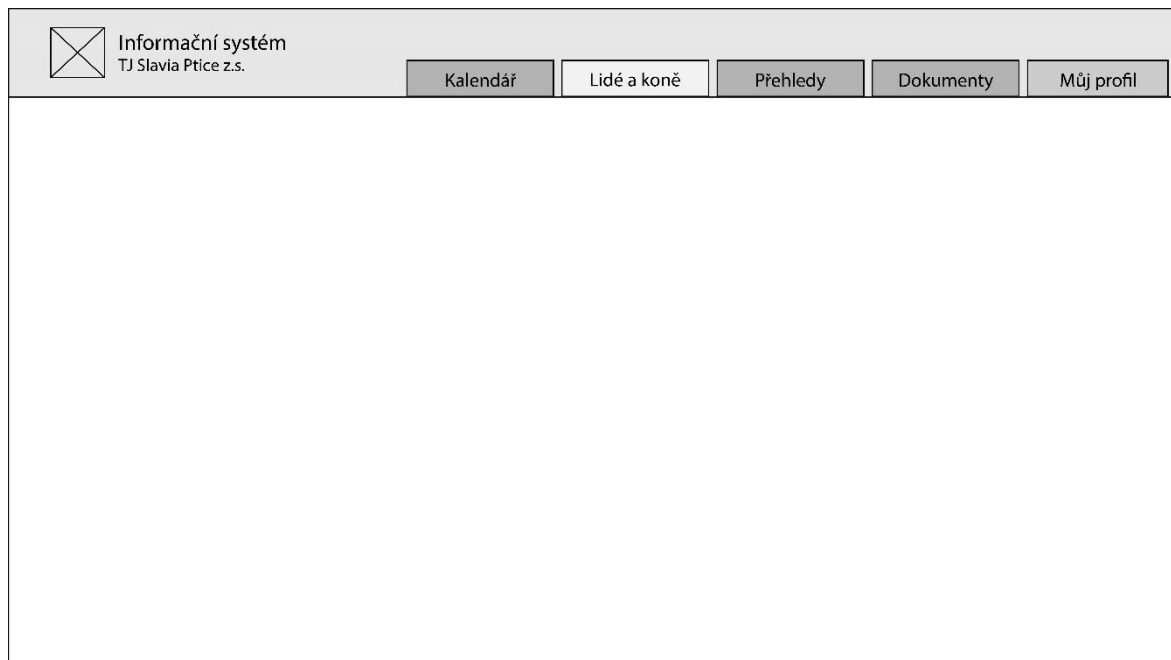 Informační systém
TJ Slavia Ptice z.s.
Kalendář
Lidé a koně
Přehledy
Dokumenty
Můj profil